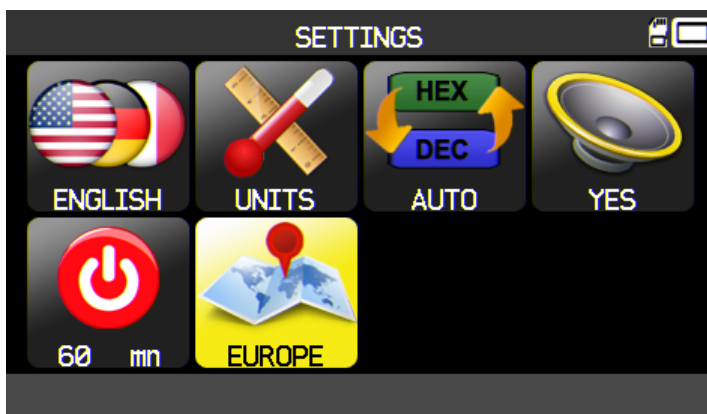 SETTINGS
HEX
DEC
ENGLISH
UNITS
AUTO
YES
60 mn
EUROPE